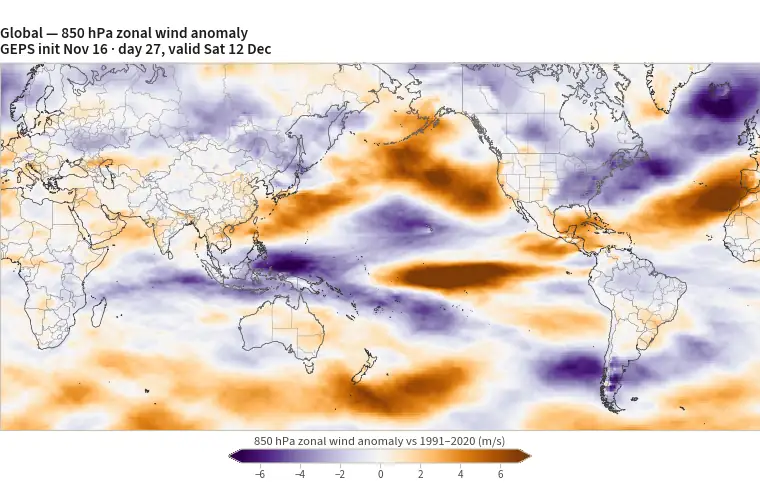 Global — 850 hPa zonal wind anomaly
GEPS init Nov 16 · day 27, valid Sat 12 Dec
850 hPa zonal wind anomaly vs 1991–2020 (m/s)
−6 −4 −2 0 2 4 6